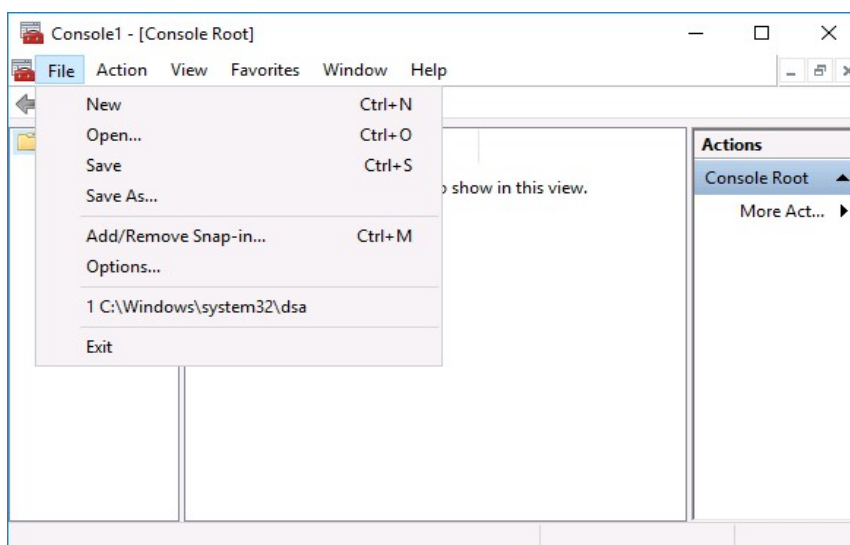 Console1 - [Console Root]
File Action View Favorites Window Help
New Ctrl+N
Open... Ctrl+O
Save Ctrl+S
Save As...
Add/Remove Snap-in... Ctrl+M
Options...
1 C:\Windows\system32\dsa
Exit
show in this view.
Actions
Console Root
More Act...